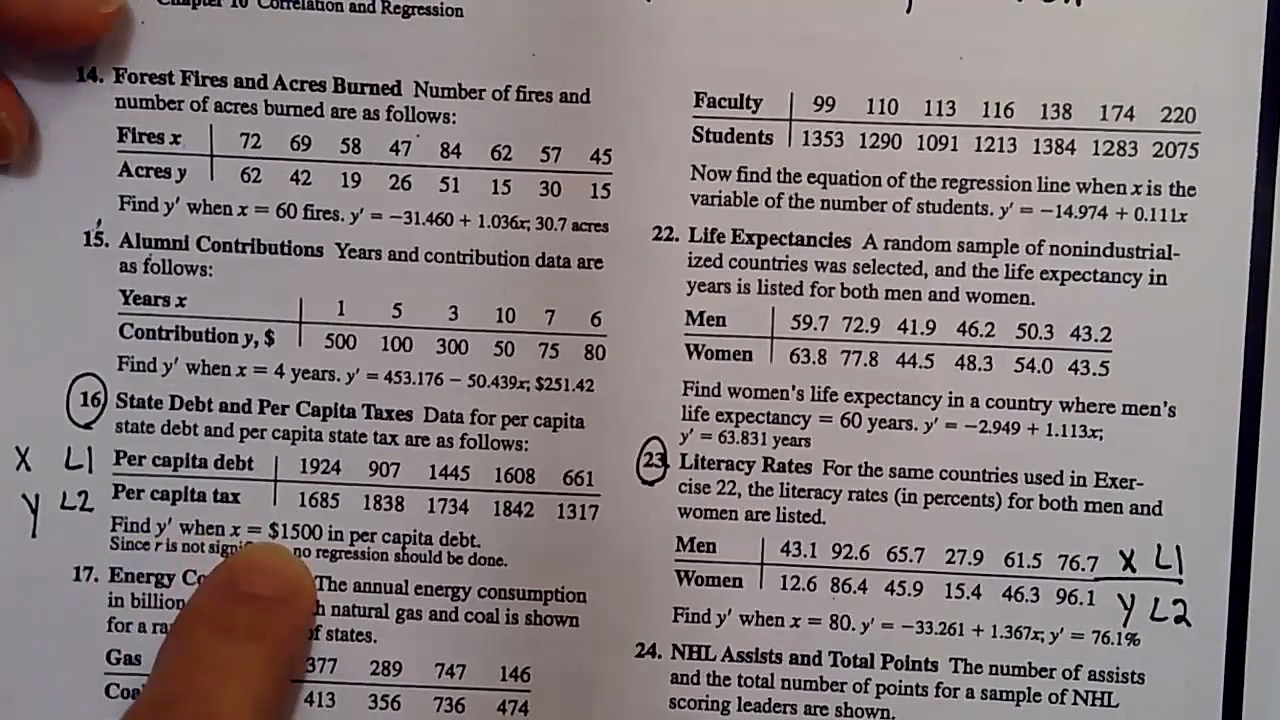 Chapter 10 Correlation and Regression
14. Forest Fires and Acres Burned Number of fires and
number of acres burned are as follows:
Fires x 72 69 58 47 84 62 57 45
Acres y 62 42 19 26 51 15 30 15
Find y′ when x = 60 fires. y′ = −31.460 + 1.036x; 30.7 acres
15. Alumni Contributions Years and contribution data are
as follows:
Years x 1 5 3 10 7 6
Contribution y, $ 500 100 300 50 75 80
Find y′ when x = 4 years. y′ = 453.176 − 50.439x; $251.42
16 State Debt and Per Capita Taxes Data for per capita
state debt and per capita state tax are as follows:
X L1 Per capita debt 1924 907 1445 1608 661
Y L2 Per capita tax 1685 1838 1734 1842 1317
Find y′ when x = $1500 in per capita debt.
Since r is not no regression should be done.
17. Energy The annual energy consumption
in billion natural gas and coal is shown
for a of states.
Gas 377 289 747 146
413 356 736 474
Faculty 99 110 113 116 138 174 220
Students 1353 1290 1091 1213 1384 1283 2075
Now find the equation of the regression line when x is the
variable of the number of students. y′ = −14.974 + 0.111x
22. Life Expectancies A random sample of nonindustrial-
ized countries was selected, and the life expectancy in
years is listed for both men and women.
Men 59.7 72.9 41.9 46.2 50.3 43.2
Women 63.8 77.8 44.5 48.3 54.0 43.5
Find women's life expectancy in a country where men's
life expectancy = 60 years. y′ = −2.949 + 1.113x;
y′ = 63.831 years
23. Literacy Rates For the same countries used in Exer-
cise 22, the literacy rates (in percents) for both men and
women are listed.
Men 43.1 92.6 65.7 27.9 61.5 76.7 X L1
Women 12.6 86.4 45.9 15.4 46.3 96.1 Y L2
Find y′ when x = 80. y′ = −33.261 + 1.367x; y′ = 76.1%
24. NHL Assists and Total Points The number of assists
and the total number of points for a sample of NHL
scoring leaders are shown.